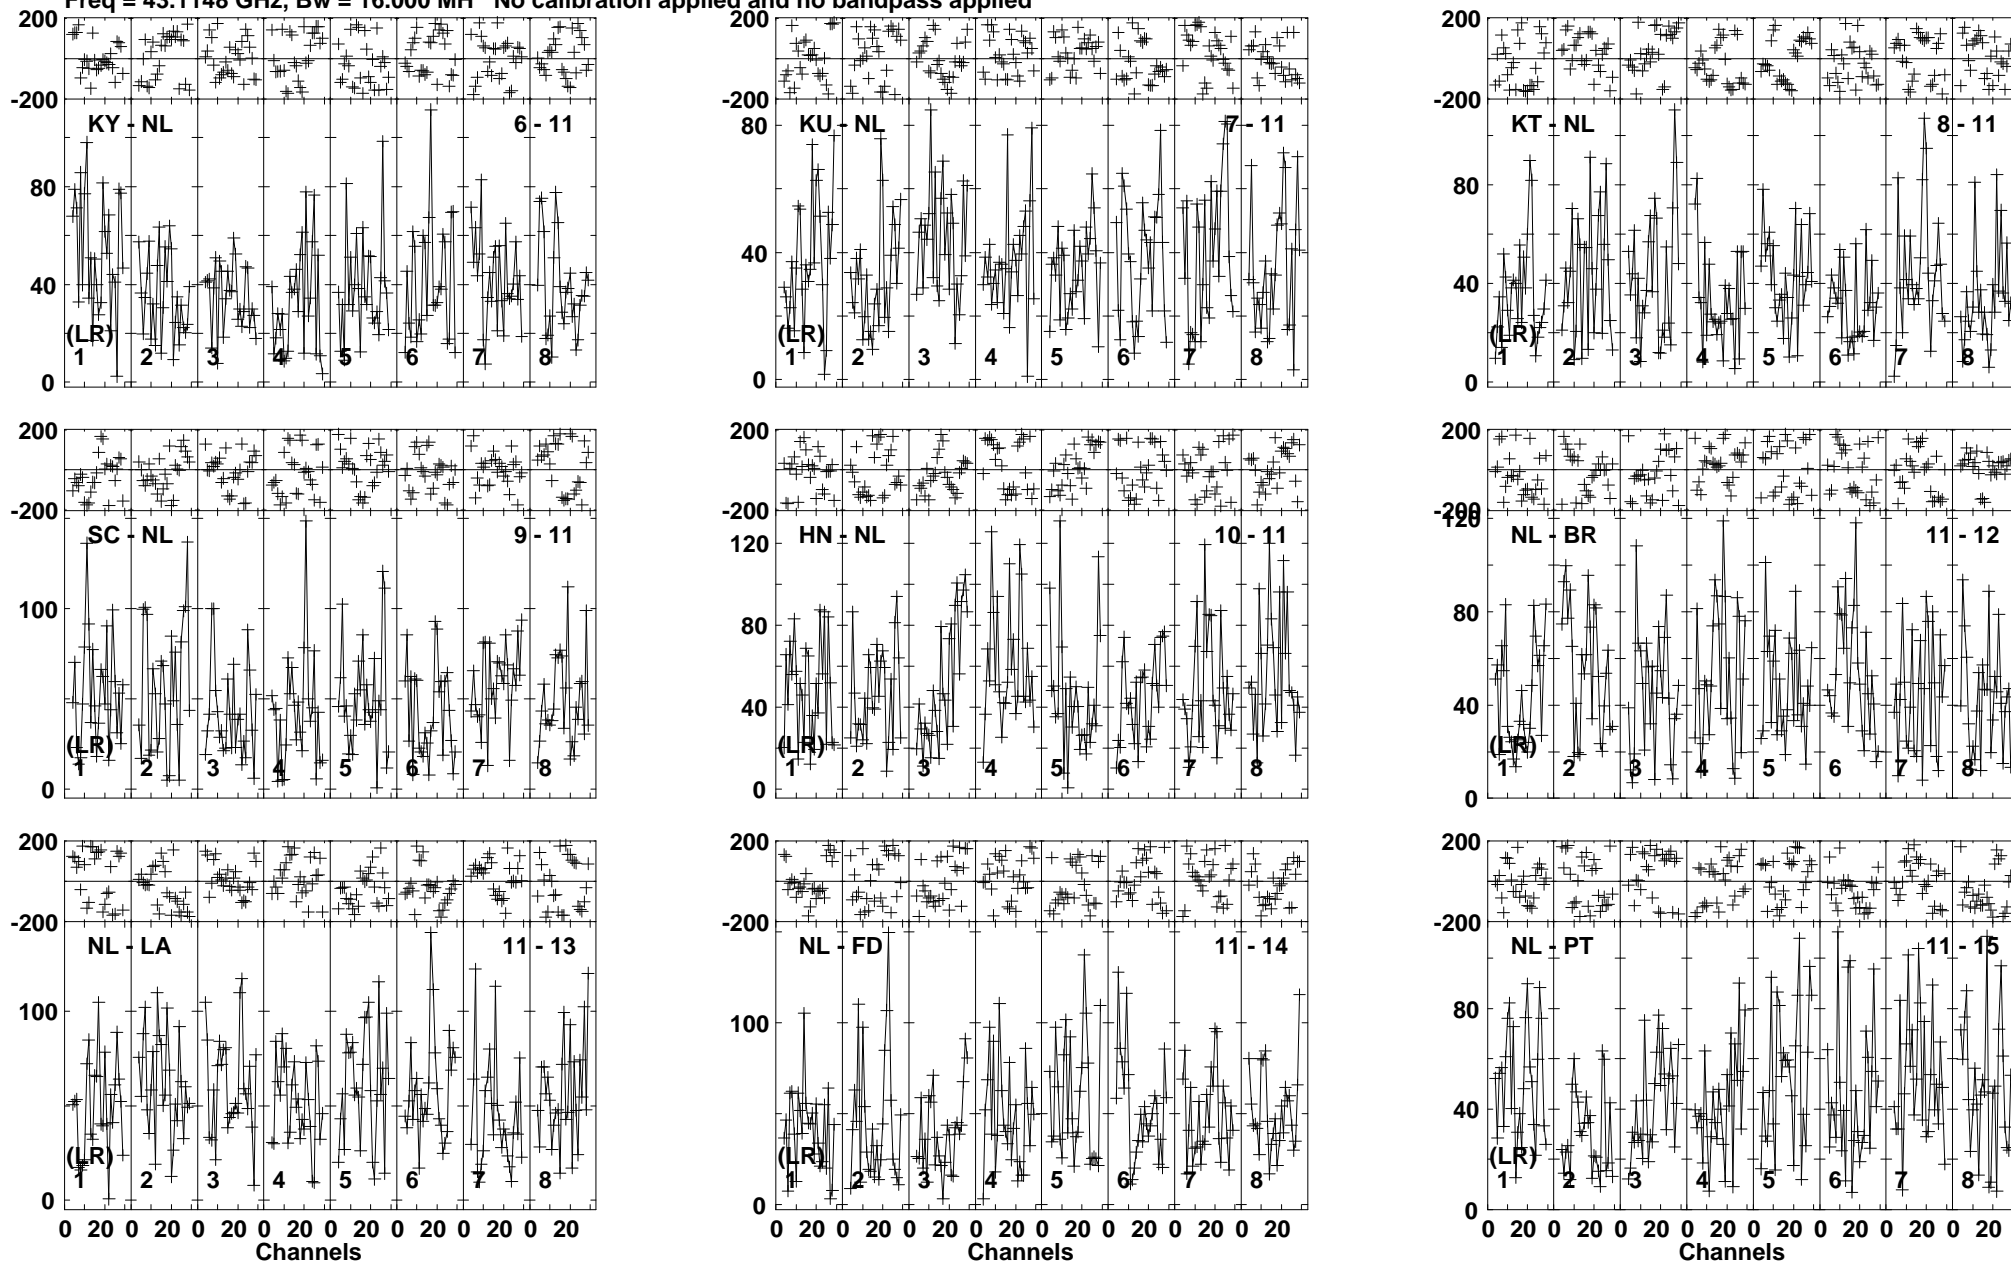 Freq = 43.1148 GHz, Bw = 16.000 MH No calibration applied and no bandpass applied
200 200 200
-200 -200 -200
KY - NL 6 - 11 KU - NL 7 - 11 KT - NL 8 - 11
80 80 80
40 40 40
(LR) (LR) (LR)
1 2 3 4 5 6 7 8 1 2 3 4 5 6 7 8 1 2 3 4 5 6 7 8
0 0 0
200 200 200
-200 -200 -200
120
SC - NL 9 - 11 HN - NL 10 - 11 NL - BR 11 - 12
100 120 80
80 40
40
(LR) (LR) (LR)
1 2 3 4 5 6 7 8 1 2 3 4 5 6 7 8 1 2 3 4 5 6 7 8
0 0 0
200 200 200
-200 -200 -200
NL - LA 11 - 13 NL - FD 11 - 14 NL - PT 11 - 15
100 100 80
40
(LR) (LR) (LR)
1 2 3 4 5 6 7 8 1 2 3 4 5 6 7 8 1 2 3 4 5 6 7 8
0 0 0
0 20 0 20 0 20 0 20 0 20 0 20 0 20 0 20 0 20 0 20 0 20 0 20 0 20 0 20 0 20 0 20 0 20 0 20 0 20 0 20 0 20 0 20 0 20 0 20
Channels Channels Channels